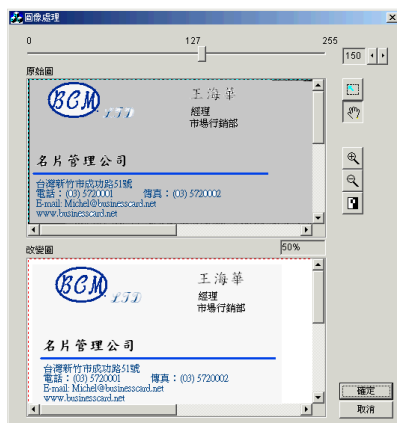 圖像處理
0 127 255
150
原始圖
BCM LTD
王海華
經理
市場行銷部
名片管理公司
台灣新竹市成功路51號
電話：(03) 5720001 傳真：(03) 5720002
E-mail: Michel@businesscard.net
www.businesscard.net
改變圖 50%
BCM LTD
王海華
經理
市場行銷部
名片管理公司
台灣新竹市成功路51號
電話：(03) 5720001 傳真：(03) 5720002
E-mail: Michel@businesscard.net
www.businesscard.net
確定
取消